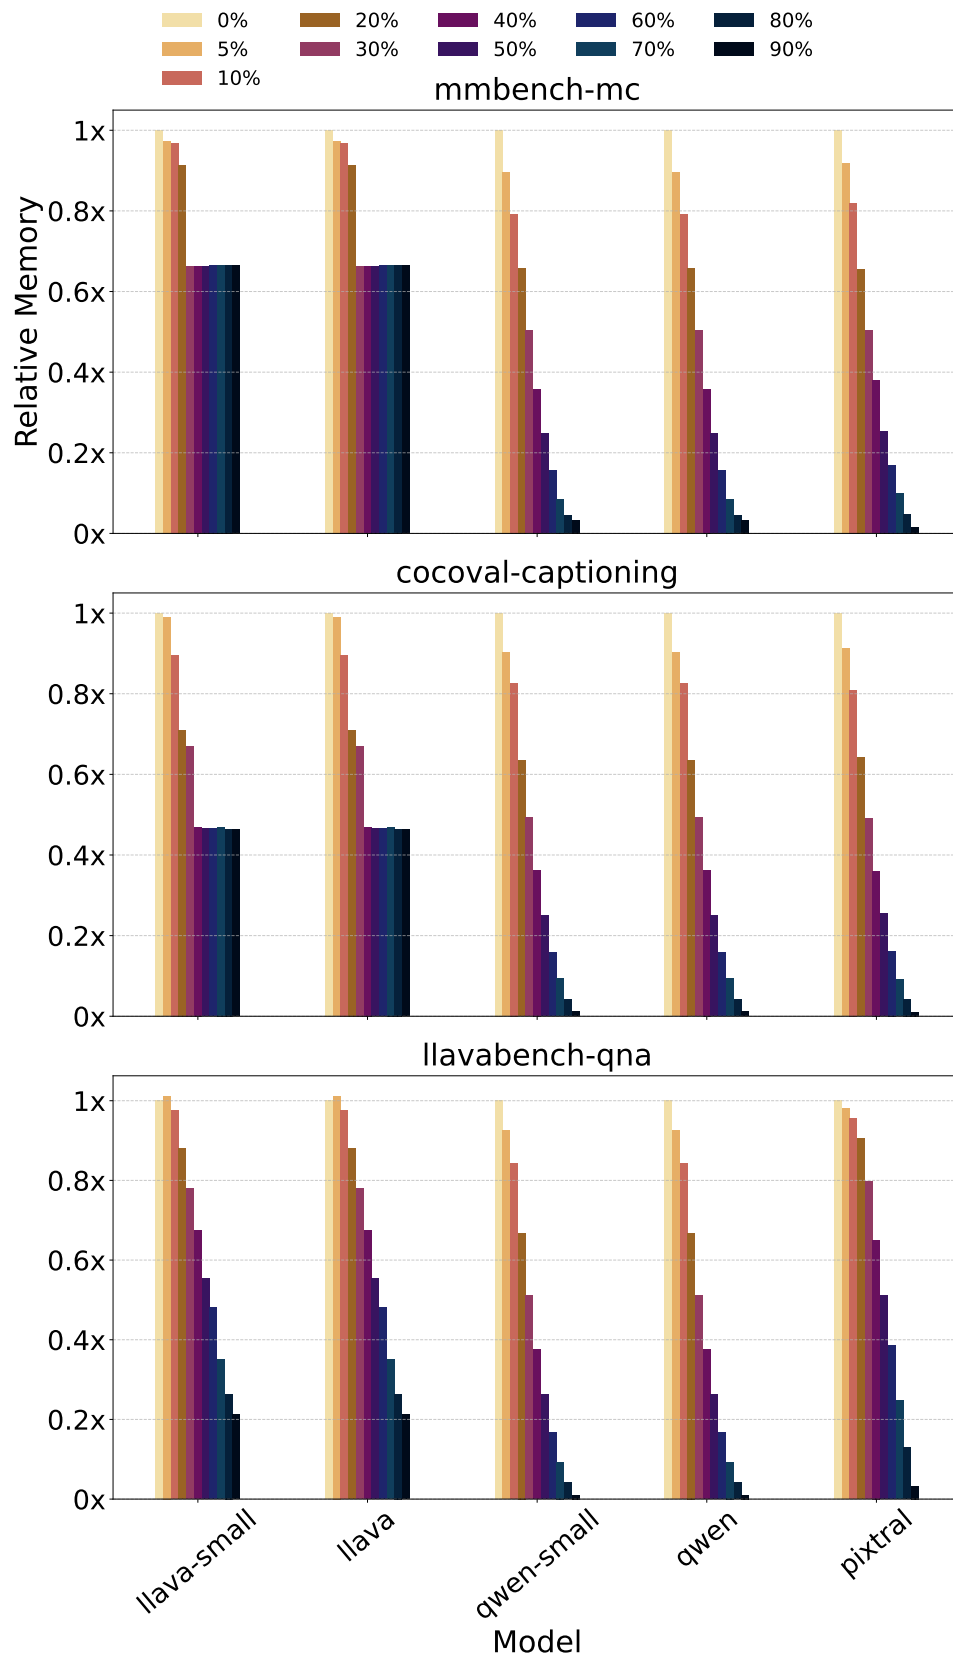 0% 20% 40% 60% 80%
5% 30% 50% 70% 90%
10%
mmbench-mc
1x
0.8x
0.6x
0.4x
0.2x
0x
Relative Memory
cocoval-captioning
1x
0.8x
0.6x
0.4x
0.2x
0x
llavabench-qna
1x
0.8x
0.6x
0.4x
0.2x
0x
llava-small llava qwen-small qwen pixtral
Model